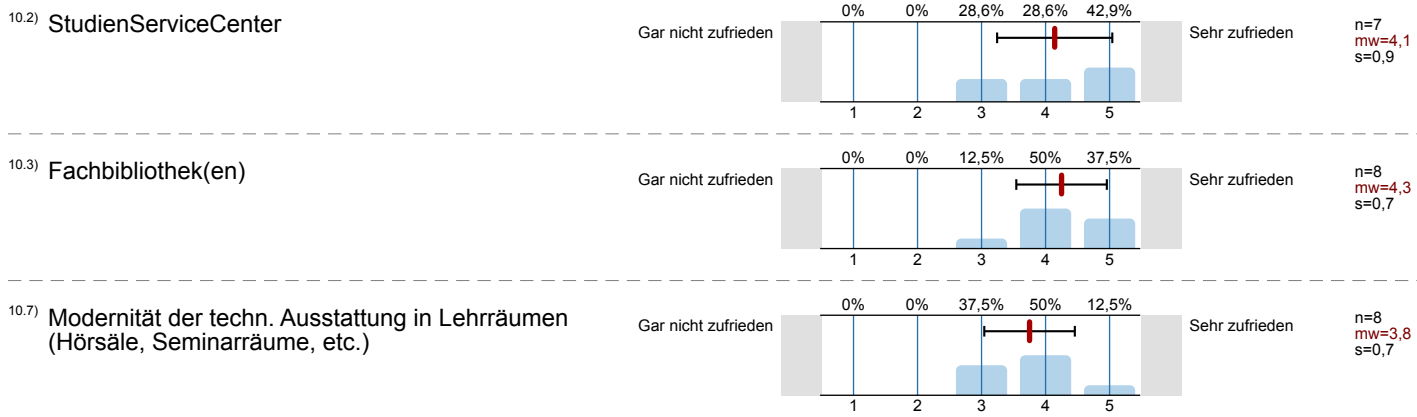 0% 0% 28,6% 28,6% 42,9%
10.2) StudienServiceCenter
Gar nicht zufrieden
Sehr zufrieden
n=7
mw=4,1
s=0,9
1 2 3 4 5
0% 0% 12,5% 50% 37,5%
10.3) Fachbibliothek(en)
Gar nicht zufrieden
Sehr zufrieden
n=8
mw=4,3
s=0,7
1 2 3 4 5
0% 0% 37,5% 50% 12,5%
10.7) Modernität der techn. Ausstattung in Lehrräumen
(Hörsäle, Seminarräume, etc.)
Gar nicht zufrieden
Sehr zufrieden
n=8
mw=3,8
s=0,7
1 2 3 4 5